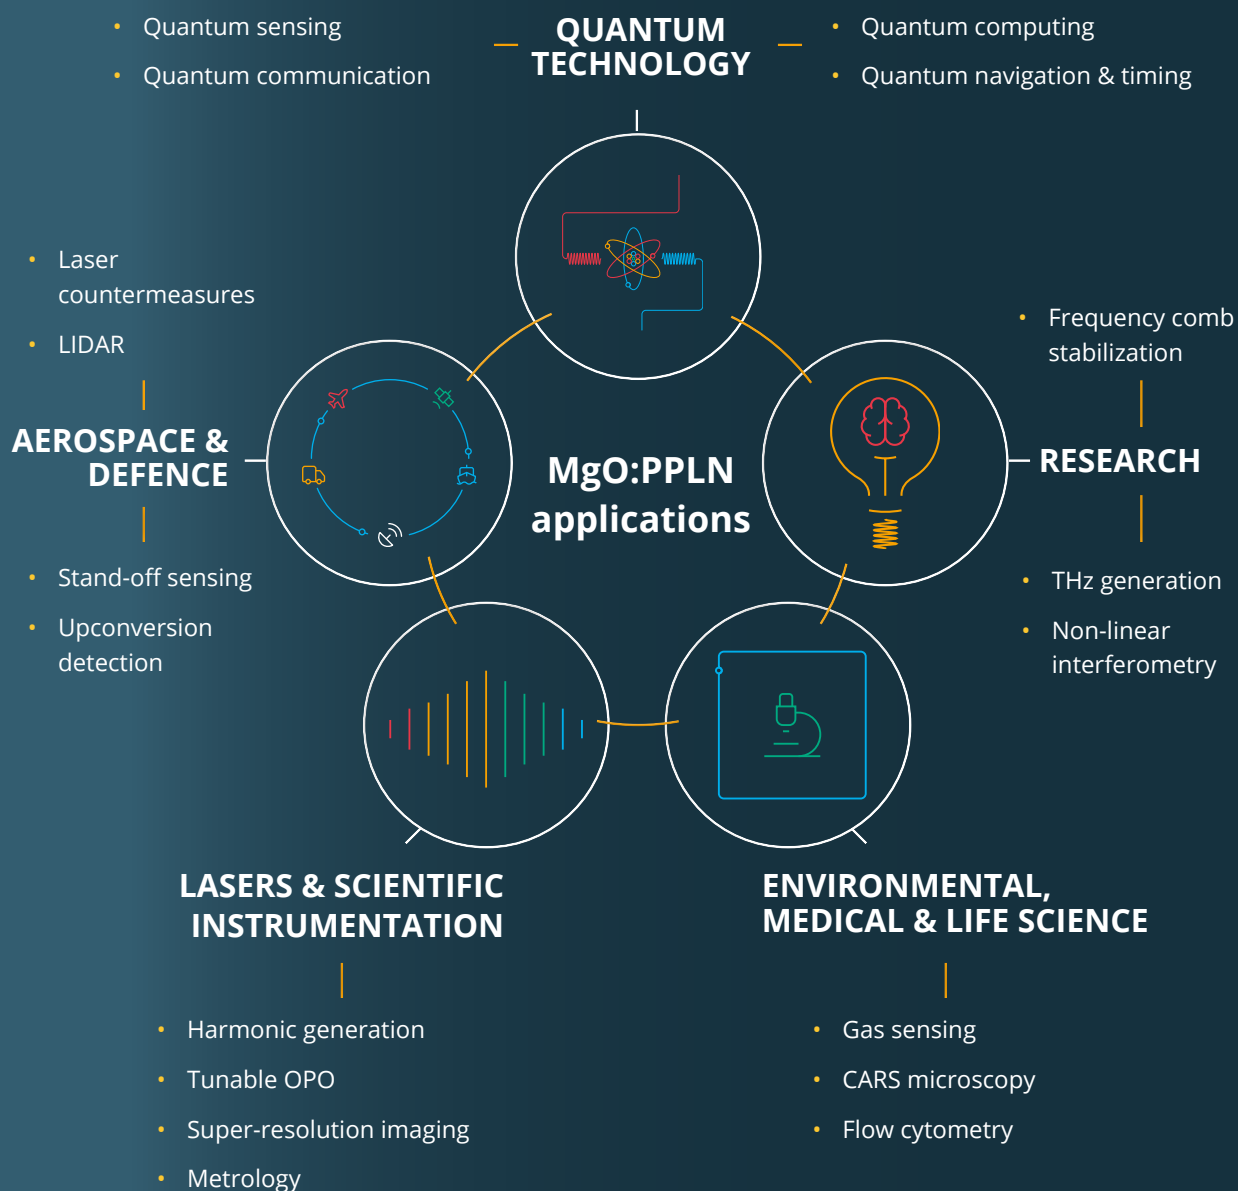 QUANTUM
TECHNOLOGY
• Quantum sensing
• Quantum communication
• Quantum computing
• Quantum navigation & timing
• Laser
countermeasures
• LIDAR
AEROSPACE &
DEFENCE
• Stand-off sensing
• Upconversion
detection
MgO:PPLN
applications
• Frequency comb
stabilization
RESEARCH
• THz generation
• Non-linear
interferometry
LASERS & SCIENTIFIC
INSTRUMENTATION
• Harmonic generation
• Tunable OPO
• Super-resolution imaging
• Metrology
ENVIRONMENTAL,
MEDICAL & LIFE SCIENCE
• Gas sensing
• CARS microscopy
• Flow cytometry